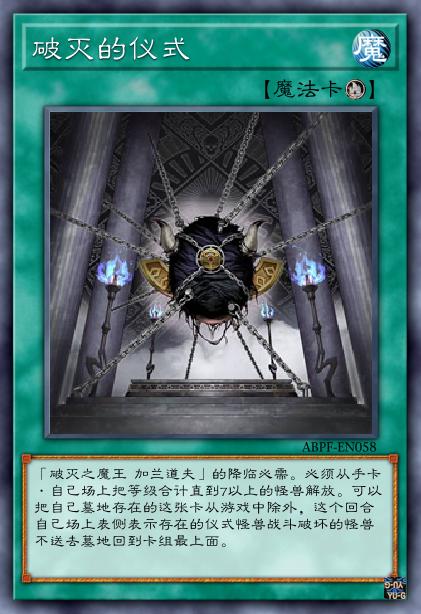 破灭的仪式
魔
【魔法卡】
ABPF-EN058
「破灭之魔王 加兰道夫」的降临必需。必须从手卡
·自己场上把等级合计直到7以上的怪兽解放。可以
把自己墓地存在的这张卡从游戏中除外，这个回合
自己场上表侧表示存在的仪式怪兽战斗破坏的怪兽
不送去墓地回到卡组最上面。